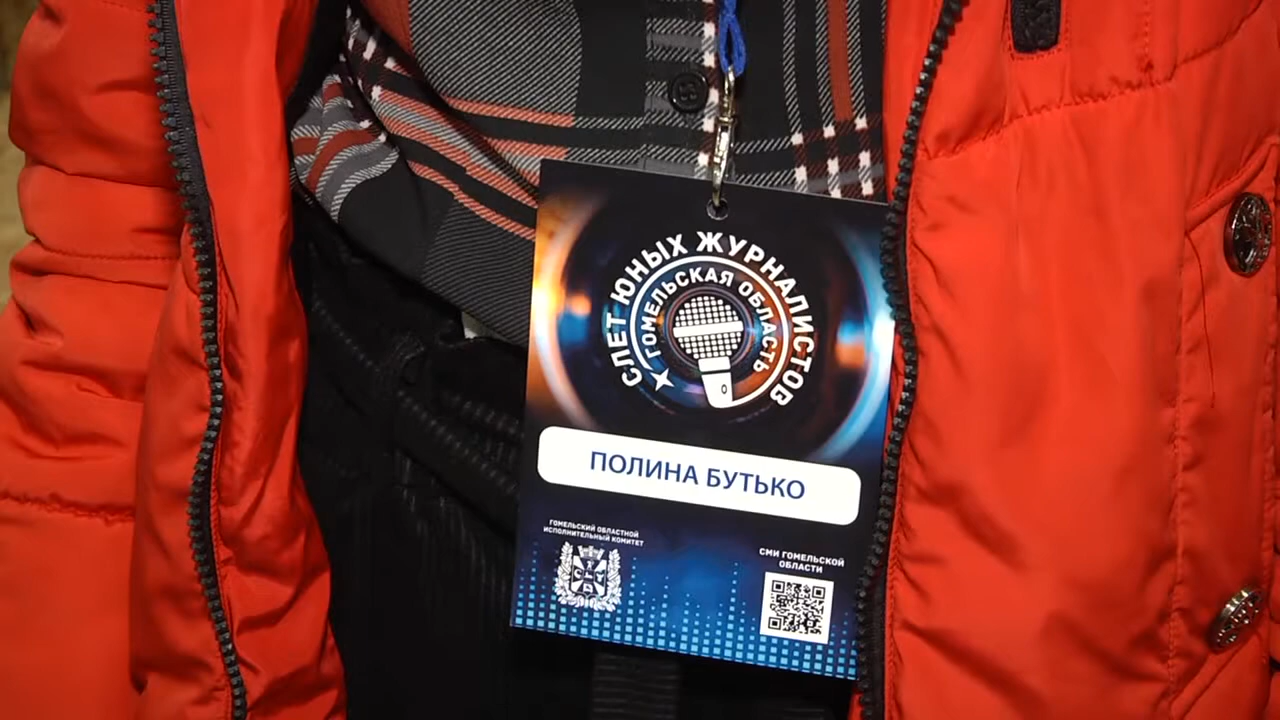 СЛЕТ ЮНЫХ ЖУРНАЛИСТОВ
ГОМЕЛЬСКАЯ ОБЛАСТЬ
ПОЛИНА БУТЬКО
ГОМЕЛЬСКИЙ ОБЛАСТНОЙ
ИСПОЛНИТЕЛЬНЫЙ КОМИТЕТ
СМИ ГОМЕЛЬСКОЙ
ОБЛАСТИ